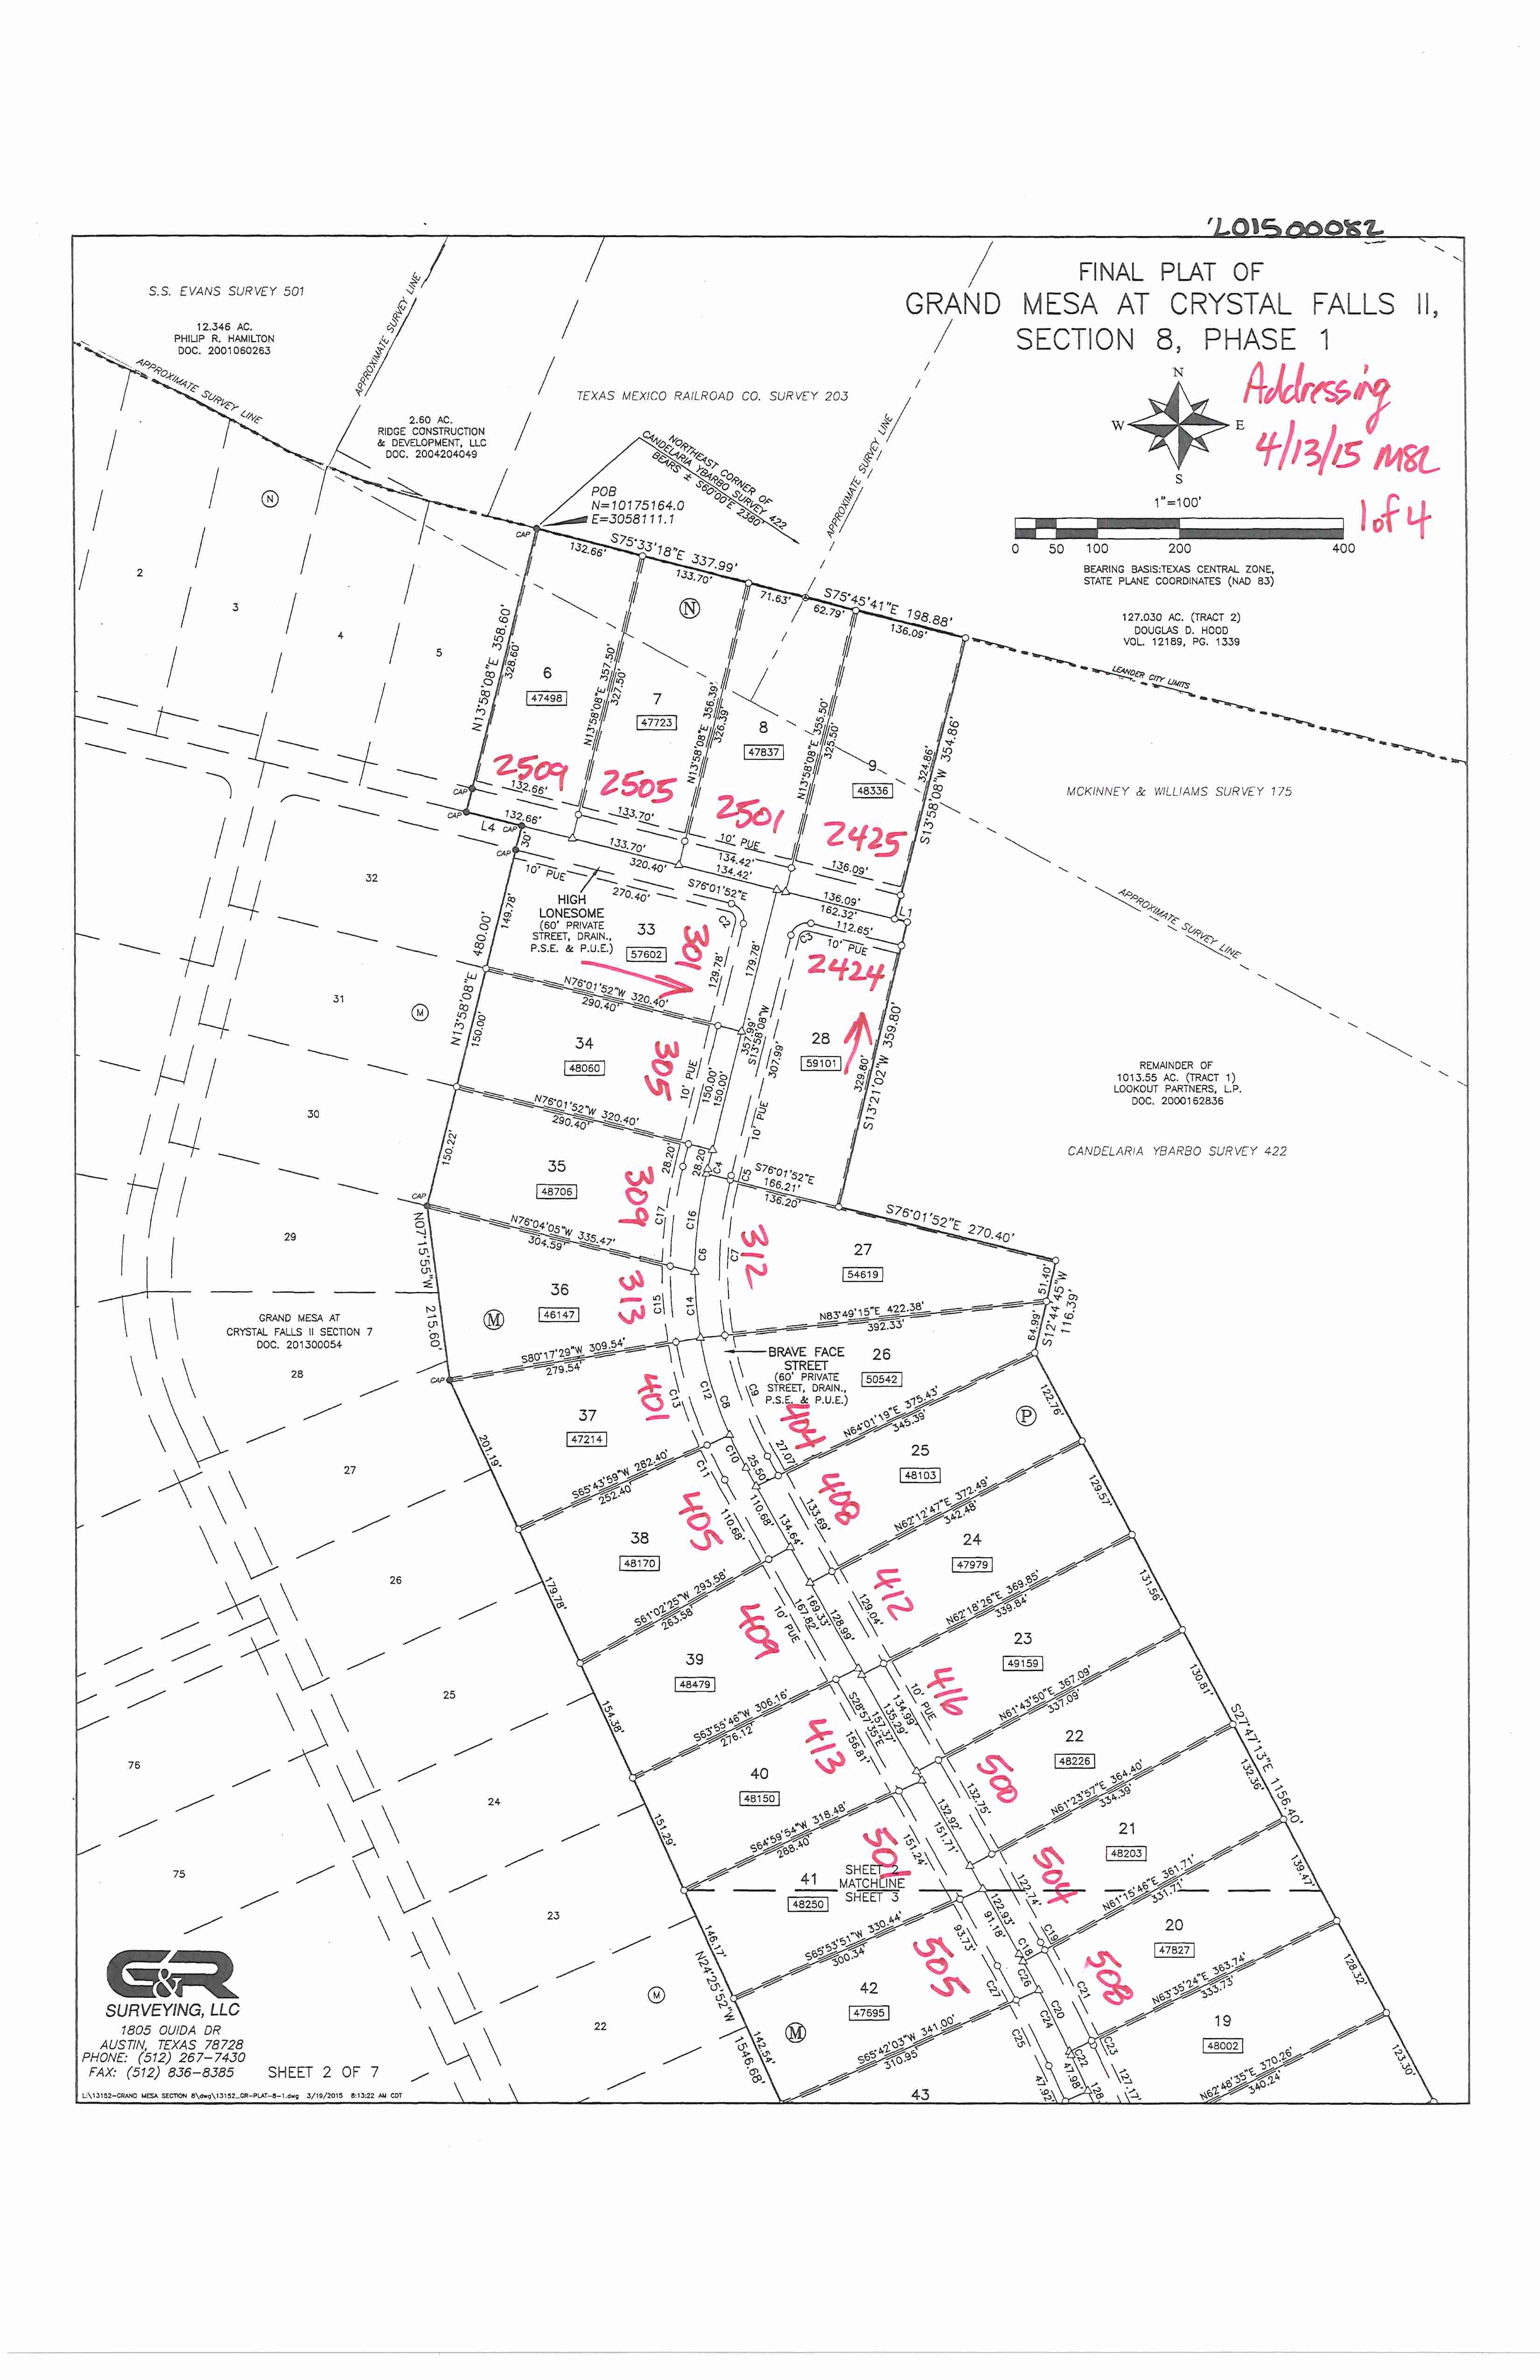 201500082
FINAL PLAT OF
GRAND MESA AT CRYSTAL FALLS II,
SECTION 8, PHASE 1
Addressing
4/13/15 MSL
1 of 4
N
W
E
S
1"=100'
0 50 100 200 400
BEARING BASIS:TEXAS CENTRAL ZONE,
STATE PLANE COORDINATES (NAD 83)
127.030 AC. (TRACT 2)
DOUGLAS D. HOOD
VOL. 12189, PG. 1339
LEANDER CITY LIMITS
S.S. EVANS SURVEY 501
12.346 AC.
PHILIP R. HAMILTON
DOC. 2001060263
APPROXIMATE SURVEY LINE
APPROXIMATE SURVEY LINE
2.60 AC.
RIDGE CONSTRUCTION
& DEVELOPMENT, LLC
DOC. 2004204049
TEXAS MEXICO RAILROAD CO. SURVEY 203
APPROXIMATE SURVEY LINE
NORTHEAST CORNER OF
CANDELARIA YBARBO SURVEY 422
BEARS ± S60°00'E 2380'
POB
N=10175164.0
E=3058111.1
CAP
N
S75°33'18"E 337.99'
132.66'
133.70'
71.63'
S75°45'41"E 198.88'
62.79'
136.09'
N
2
3
4
5
N13°58'08"E 358.60'
328.60'
6
47498
N13°58'08"E 357.50'
327.50'
7
47723
N13°58'08"E 356.39'
326.39'
8
47837
N13°58'08"E 355.50'
325.50'
9
48336
324.86'
S13°58'08"W 354.86'
2509
2505
2501
2425
MCKINNEY & WILLIAMS SURVEY 175
APPROXIMATE SURVEY LINE
CAP
132.66'
133.70'
10' PUE
134.42'
136.09'
CAP
L4
CAP
132.66'
30'
CAP
133.70'
320.40'
134.42'
136.09'
162.32'
L1
112.65'
10' PUE
10' PUE
270.40'
S76°01'52"E
C2
C3
HIGH
LONESOME
(60' PRIVATE
STREET, DRAIN.,
P.S.E. & P.U.E.)
32
33
57602
301
2424
149.78'
480.00'
N13°58'08"E
129.78'
179.78'
N76°01'52"W 320.40'
290.40'
31
M
150.00'
34
48060
305
10' PUE
150.00'
150.00'
357.99'
S13°58'08"W
307.99'
10' PUE
28
59101
329.80'
S13°21'02"W 359.80'
REMAINDER OF
1013.55 AC. (TRACT 1)
LOOKOUT PARTNERS, L.P.
DOC. 2000162836
CANDELARIA YBARBO SURVEY 422
30
150.22'
N76°01'52"W 320.40'
290.40'
35
48706
309
28.20'
28.20'
C4
C5
S76°01'52"E
166.21'
136.20'
S76°01'52"E 270.40'
CAP
N76°04'05"W 335.47'
304.59'
C17
C16
C6
C7
312
27
54619
51.40'
S12°44'45"W
116.39'
64.99'
29
N07°15'55"W 215.60'
36
46147
313
C15
C14
M
N83°49'15"E 422.38'
392.33'
GRAND MESA AT
CRYSTAL FALLS II SECTION 7
DOC. 201300054
28
CAP
S80°17'29"W 309.54'
279.54'
BRAVE FACE
STREET
(60' PRIVATE
STREET, DRAIN.,
P.S.E. & P.U.E.)
26
50542
404
401
C13
C12
C8
C9
37
47214
N64°01'19"E 375.43'
345.39'
122.76'
P
27
201.19'
S65°43'59"W 282.40'
252.40'
C10
C11
25.50'
27.07'
408
25
48103
405
110.68'
110.68'
134.64'
133.69'
N62°12'47"E 372.49'
342.48'
129.57'
38
48170
24
47979
412
26
179.78'
S61°02'25"W 293.58'
263.58'
409
10' PUE
167.82'
169.33'
128.99'
129.04'
N62°18'26"E 369.85'
339.84'
131.56'
39
48479
23
49159
416
10' PUE
25
154.38'
S63°55'46"W 306.16'
276.12'
413
S28°57'35"E
156.81'
157.37'
135.29'
134.99'
N61°43'50"E 367.09'
337.09'
130.81'
S27°47'13"E 1156.40'
76
40
48150
22
48226
500
24
151.29'
S64°59'54"W 318.48'
288.40'
501
151.24'
151.71'
132.92'
132.75'
N61°23'57"E 364.40'
334.39'
132.36'
75
41
48250
SHEET 2
MATCHLINE
SHEET 3
21
48203
504
139.47'
23
146.17'
N24°25'52"W 1546.68'
S65°53'51"W 330.44'
300.34'
505
93.73'
91.18'
122.93'
122.74'
C18
C19
N61°15'46"E 361.71'
331.71'
20
47827
508
42
47695
C27
C26
C20
C21
N63°35'24"E 363.74'
333.73'
128.32'
M
M
22
142.54'
S65°42'03"W 341.00'
310.95'
C25
C24
C22
C23
19
48002
43
47.92'
47.98'
128.
127.17'
N62°48'35"E 370.26'
340.24'
123.30'
G&R
SURVEYING, LLC
1805 OUIDA DR
AUSTIN, TEXAS 78728
PHONE: (512) 267-7430
FAX: (512) 836-8385
SHEET 2 OF 7
L:\13152-GRAND MESA SECTION 8\dwg\13152_GR-PLAT-8-1.dwg 3/19/2015 8:13:22 AM CDT